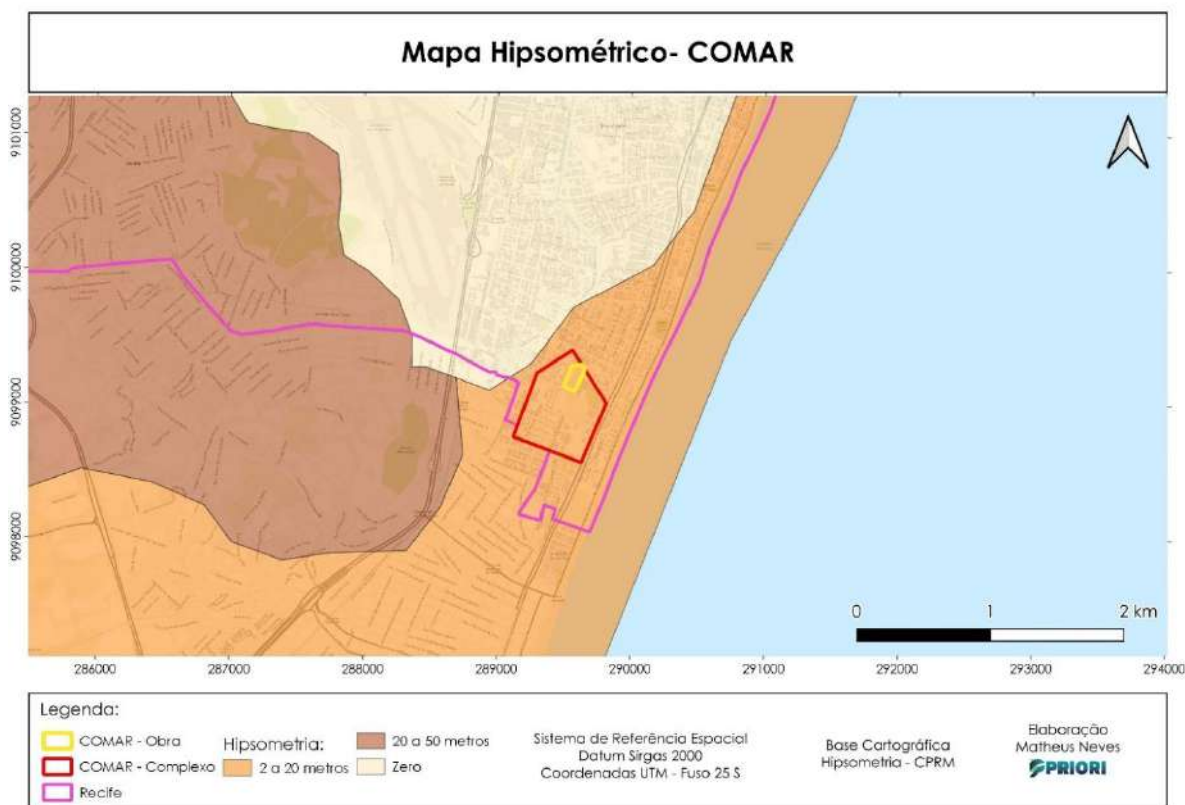 Mapa Hipsométrico- COMAR
9101000
9100000
9099000
9098000
0 1 2 km
286000 287000 288000 289000 290000 291000 292000 293000 294000
Legenda:
COMAR - Obra
COMAR - Complexo
Recife
Hipsometria:
2 a 20 metros
20 a 50 metros
Zero
Sistema de Referência Espacial
Datum Sirgas 2000
Coordenadas UTM - Fuso 25 S
Base Cartográfica
Hipsometria - CPRM
Elaboração
Matheus Neves
PRIORI